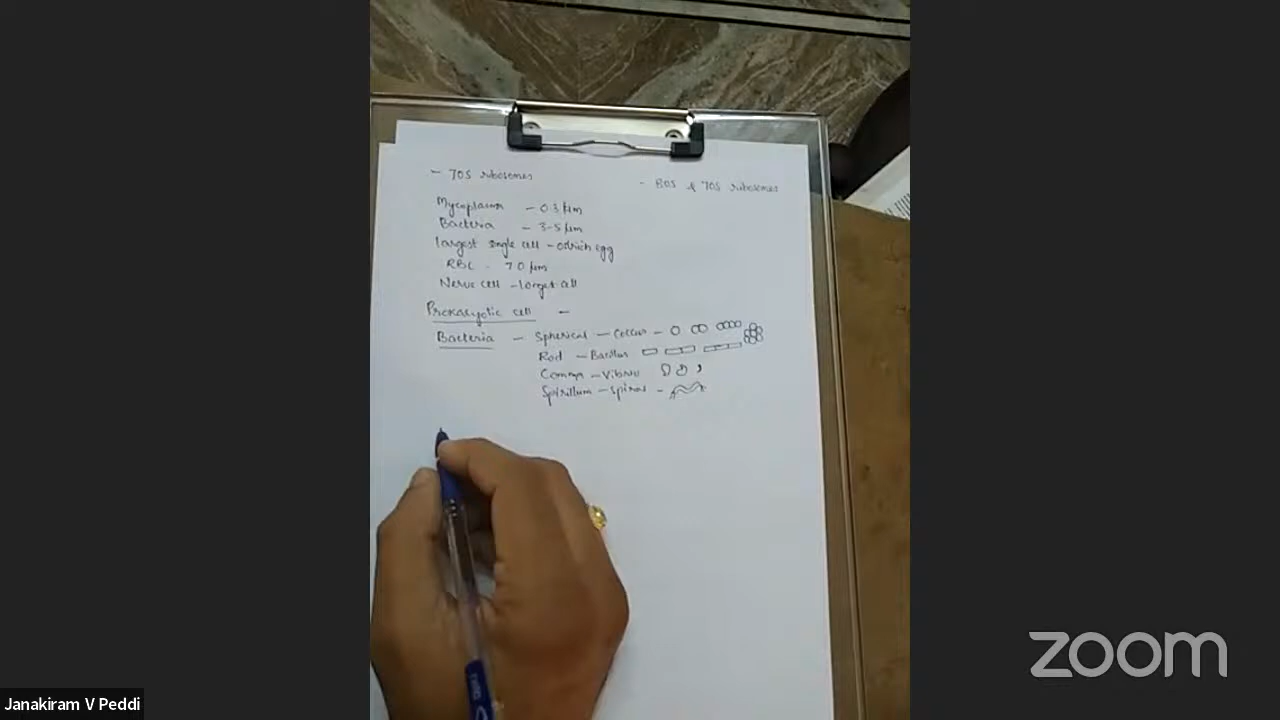 - 70S ribosomes
- 80S & 70S ribosomes
Mycoplasma - 0.3 μm
Bacteria - 3-5 μm
largest single cell - ostrich egg
RBC - 7.0 μm
Nerve cell - longest cell
Prokaryotic cell -
Bacteria - Spherical - Coccus -
Rod - Bacillus
Comma - Vibrio
Spirillum - Spiral -
zoom
Janakiram V Peddi